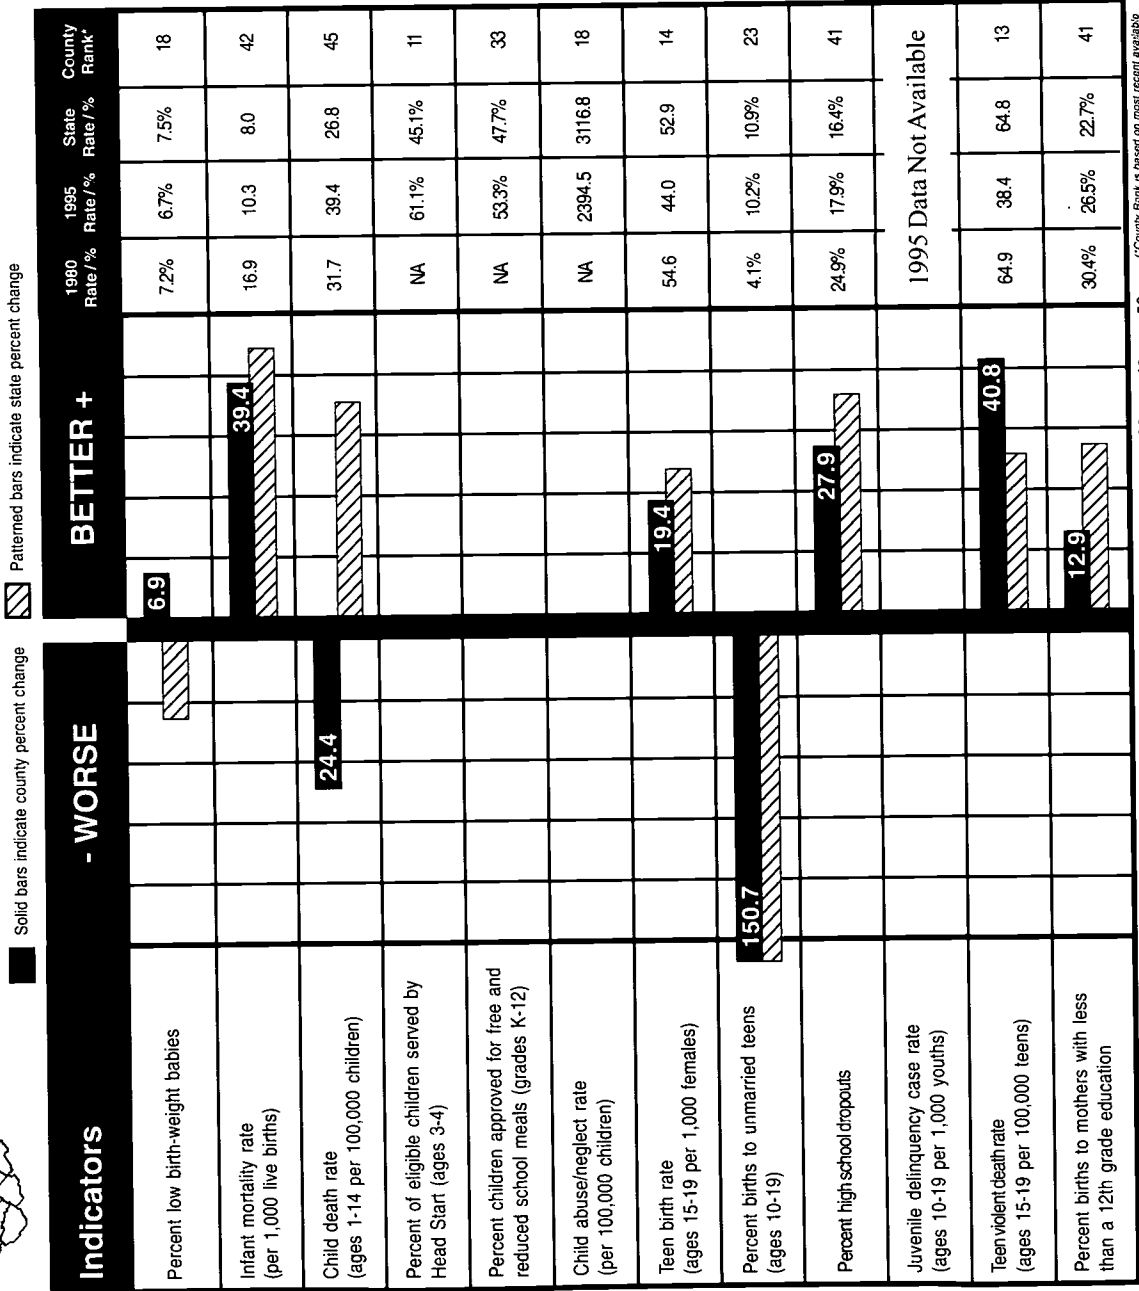 Solid bars indicate county percent change
Patterned bars indicate state percent change
Indicators
- WORSE
BETTER +
1980
Rate / %
1995
Rate / %
State
Rate / %
County
Rank*
Percent low birth-weight babies
6.9
7.2%
6.7%
7.5%
18
Infant mortality rate
(per 1,000 live births)
39.4
16.9
10.3
8.0
42
Child death rate
(ages 1-14 per 100,000 children)
24.4
31.7
39.4
26.8
45
Percent of eligible children served by
Head Start (ages 3-4)
NA
61.1%
45.1%
11
Percent children approved for free and
reduced school meals (grades K-12)
NA
53.3%
47.7%
33
Child abuse/neglect rate
(per 100,000 children)
NA
2394.5
3116.8
18
Teen birth rate
(ages 15-19 per 1,000 females)
19.4
54.6
44.0
52.9
14
Percent births to unmarried teens
(ages 10-19)
150.7
4.1%
10.2%
10.9%
23
Percent high school dropouts
27.9
24.9%
17.9%
16.4%
41
Juvenile delinquency case rate
(ages 10-19 per 1,000 youths)
1995 Data Not Available
Teen violent death rate
(ages 15-19 per 100,000 teens)
40.8
64.9
38.4
64.8
13
Percent births to mothers with less
than a 12th grade education
12.9
30.4%
26.5%
22.7%
41
(*County Rank is based on most recent available